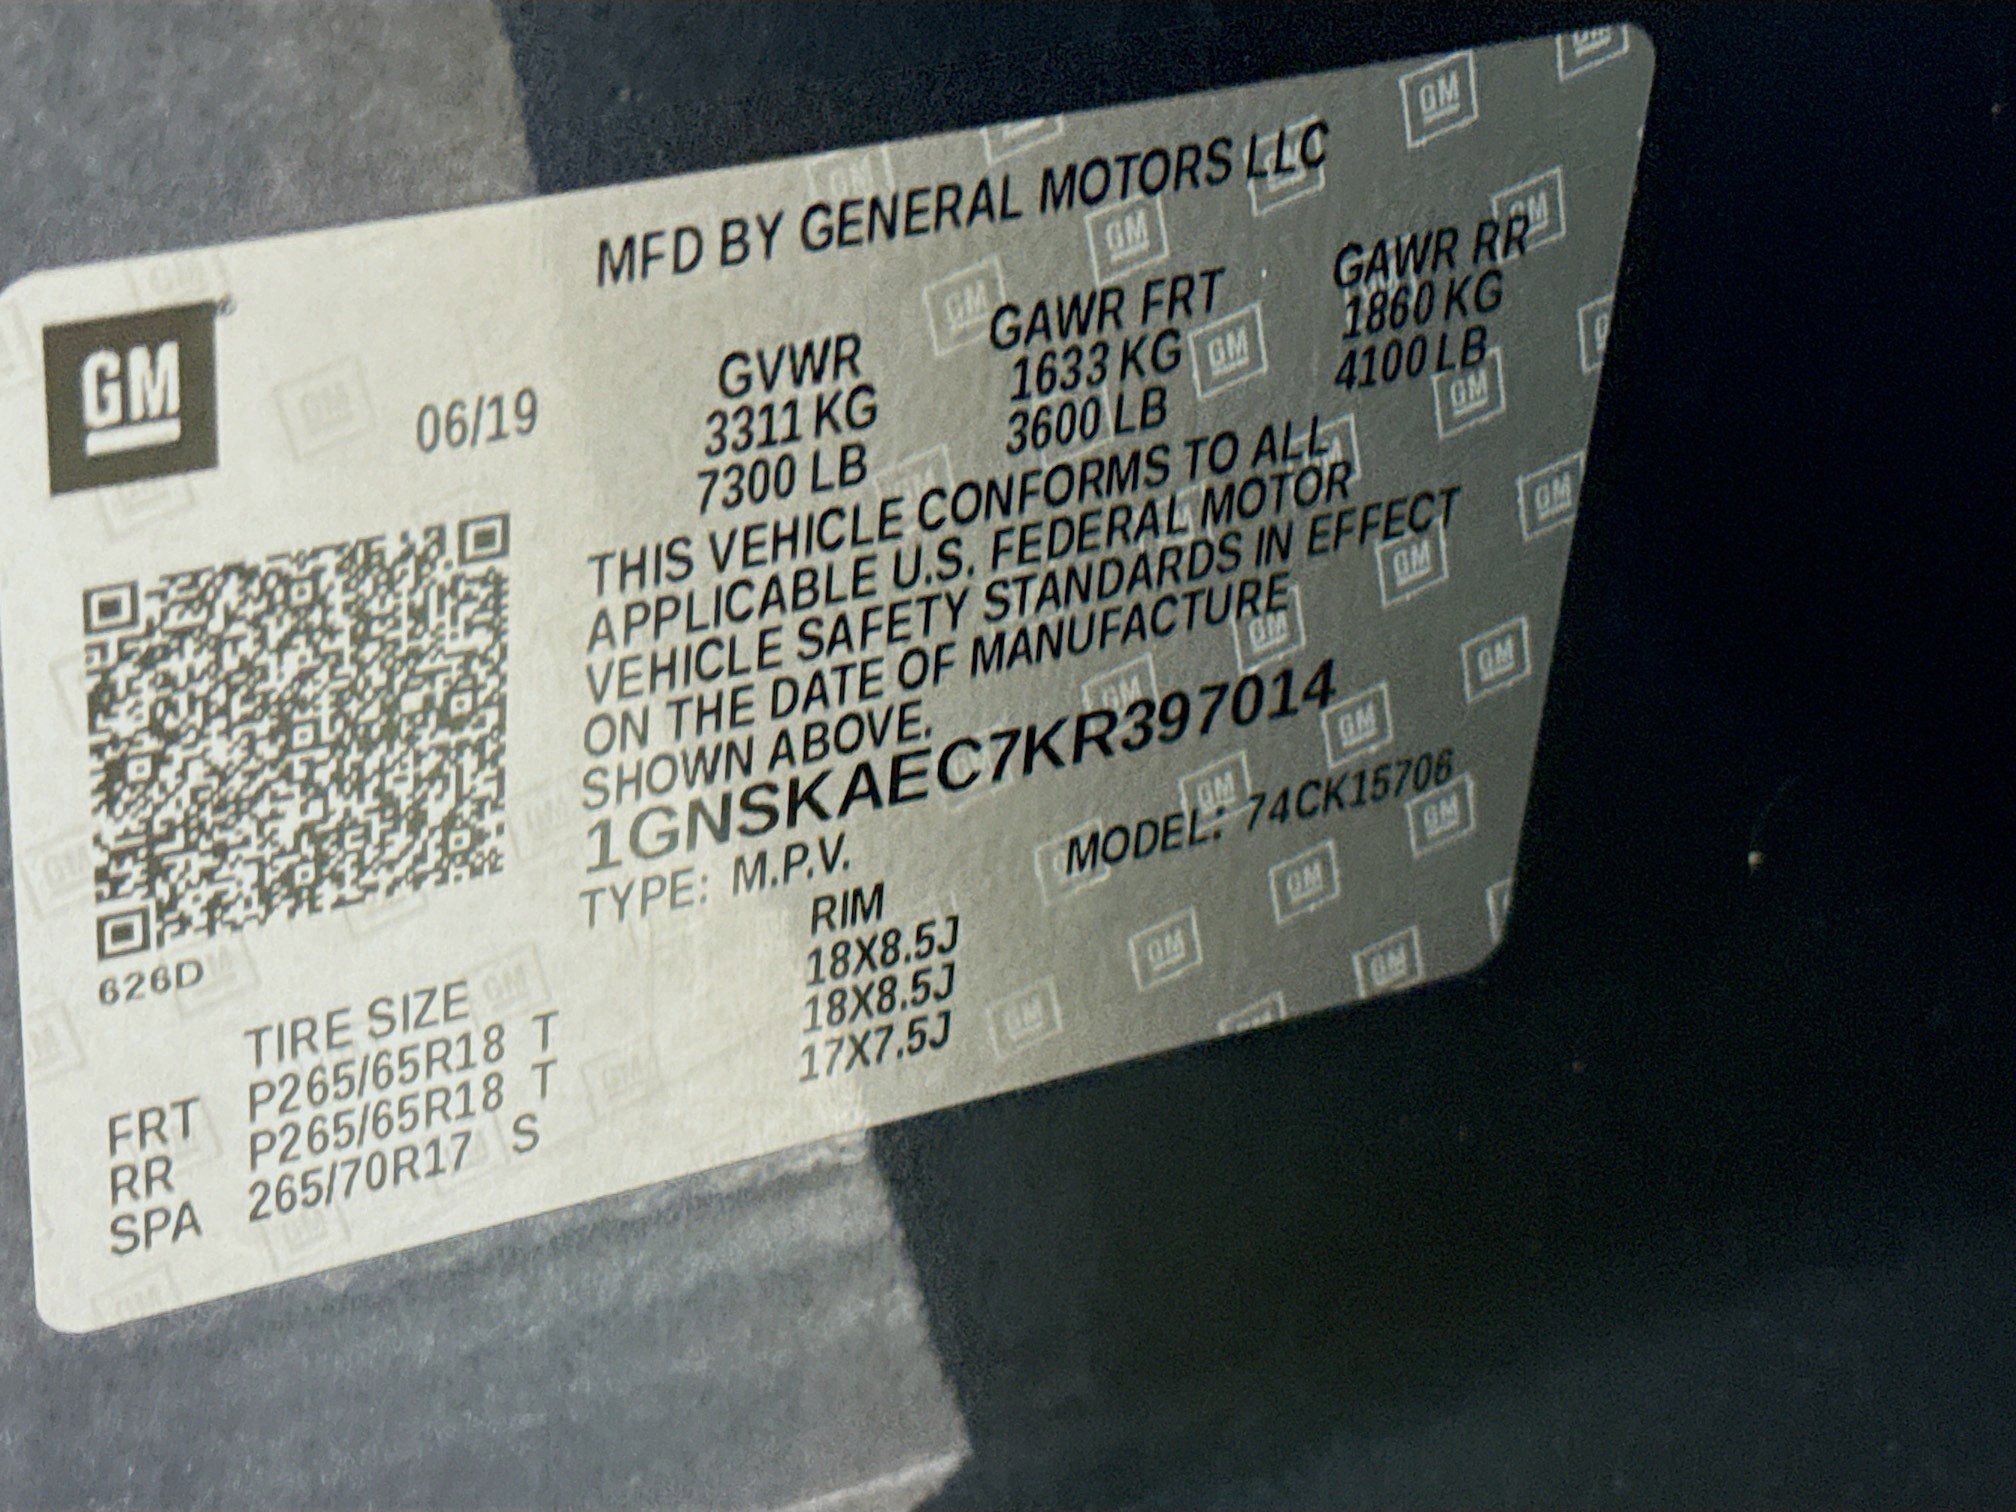 MFD BY GENERAL MOTORS LLC
GM
06/19
GVWR GAWR FRT GAWR RR
3311 KG 1633 KG 1860 KG
7300 LB 3600 LB 4100 LB
THIS VEHICLE CONFORMS TO ALL
APPLICABLE U.S. FEDERAL MOTOR
VEHICLE SAFETY STANDARDS IN EFFECT
ON THE DATE OF MANUFACTURE
SHOWN ABOVE.
1GNSKAEC7KR397014
TYPE: M.P.V. MODEL: 74CK15706
626D
TIRE SIZE RIM
FRT P265/65R18 T 18X8.5J
RR P265/65R18 T 18X8.5J
SPA 265/70R17 S 17X7.5J